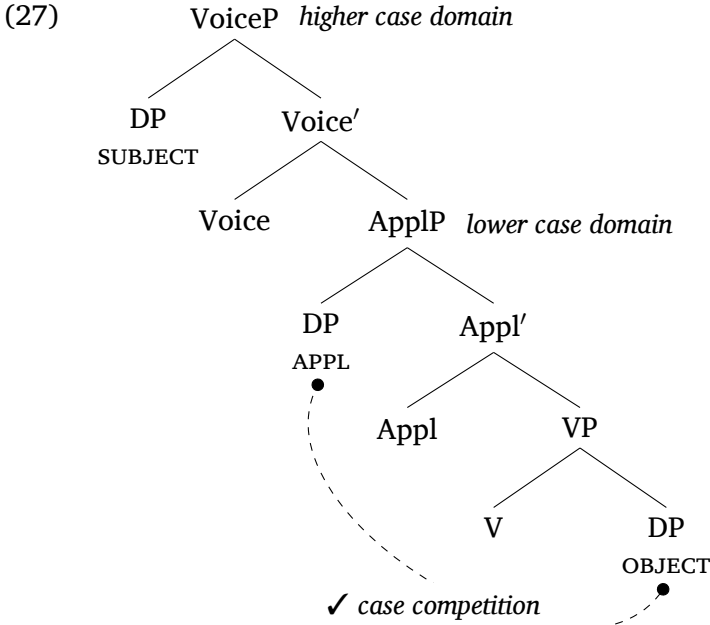 (27) VoiceP higher case domain
DP Voice′
SUBJECT
Voice ApplP lower case domain
DP Appl′
APPL
Appl VP
V DP
OBJECT
✓ case competition